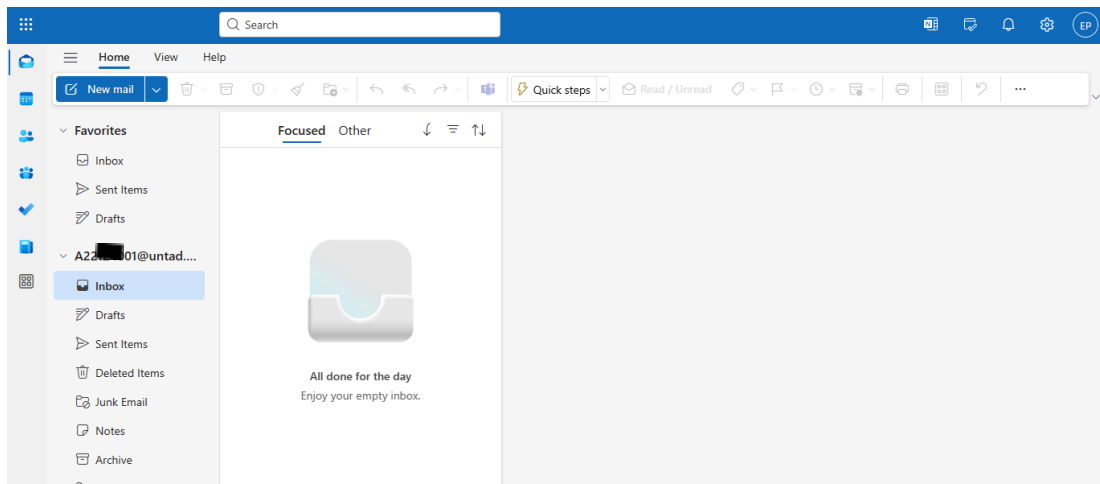 Search
EP
Home View Help
New mail Quick steps Read / Unread
Favorites
Focused Other
Inbox
Sent Items
Drafts
@untad....
Inbox
Drafts
Sent Items
Deleted Items
All done for the day
Enjoy your empty inbox.
Junk Email
Notes
Archive